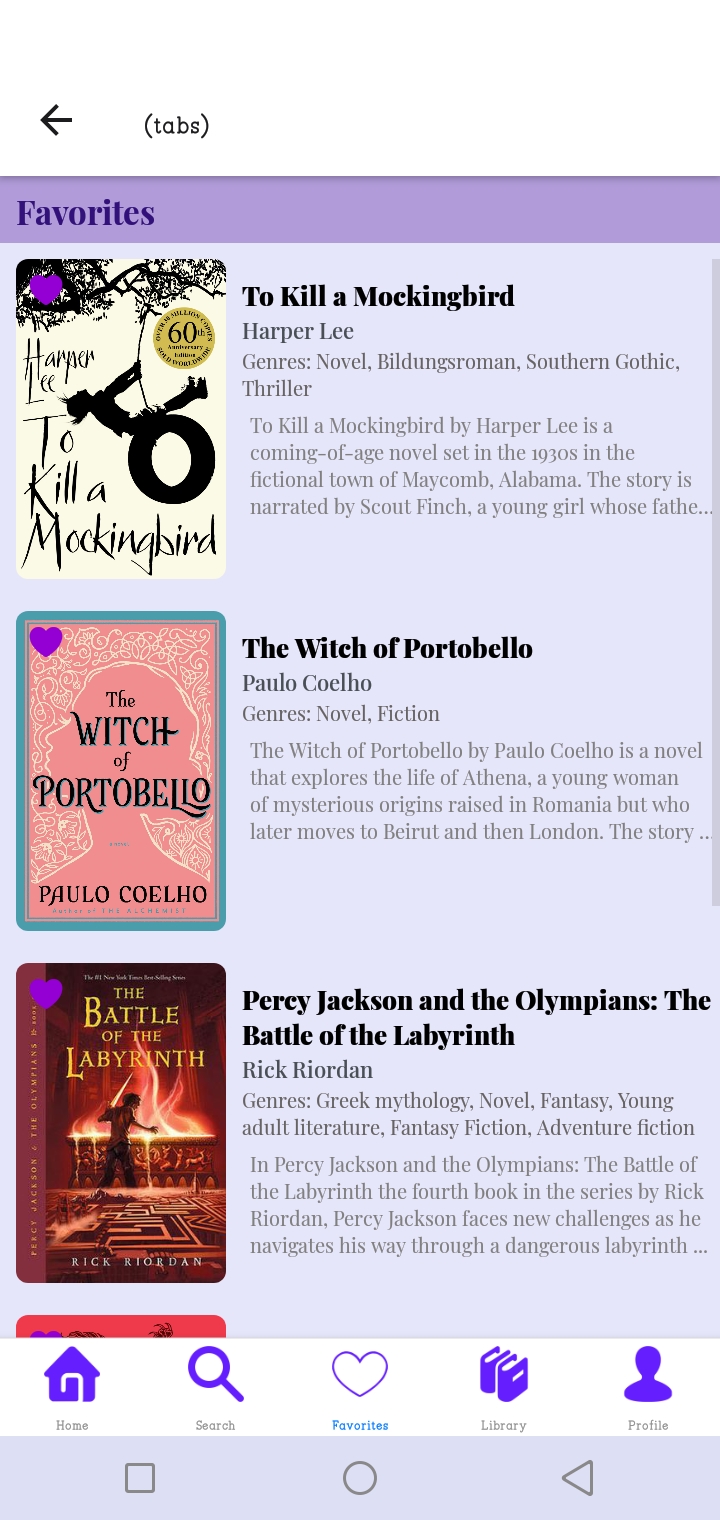 (tabs)
Favorites
OVER 40 MILLION COPIES
60th
Anniversary
Edition
SOLD WORLDWIDE
Harper
Lee
To
Kill a
Mockingbird
To Kill a Mockingbird
Harper Lee
Genres: Novel, Bildungsroman, Southern Gothic,
Thriller
To Kill a Mockingbird by Harper Lee is a
coming-of-age novel set in the 1930s in the
fictional town of Maycomb, Alabama. The story is
narrated by Scout Finch, a young girl whose fathe...
The
WITCH
of
PORTOBELLO
A NOVEL
PAULO COELHO
Author of THE ALCHEMIST
The Witch of Portobello
Paulo Coelho
Genres: Novel, Fiction
The Witch of Portobello by Paulo Coelho is a novel
that explores the life of Athena, a young woman
of mysterious origins raised in Romania but who
later moves to Beirut and then London. The story ...
The #1 New York Times Best-Selling Series
THE
BATTLE
OF THE
LABYRINTH
PERCY JACKSON & THE OLYMPIANS
RICK RIORDAN
Percy Jackson and the Olympians: The
Battle of the Labyrinth
Rick Riordan
Genres: Greek mythology, Novel, Fantasy, Young
adult literature, Fantasy Fiction, Adventure fiction
In Percy Jackson and the Olympians: The Battle of
the Labyrinth the fourth book in the series by Rick
Riordan, Percy Jackson faces new challenges as he
navigates his way through a dangerous labyrinth ...
Home
Search
Favorites
Library
Profile